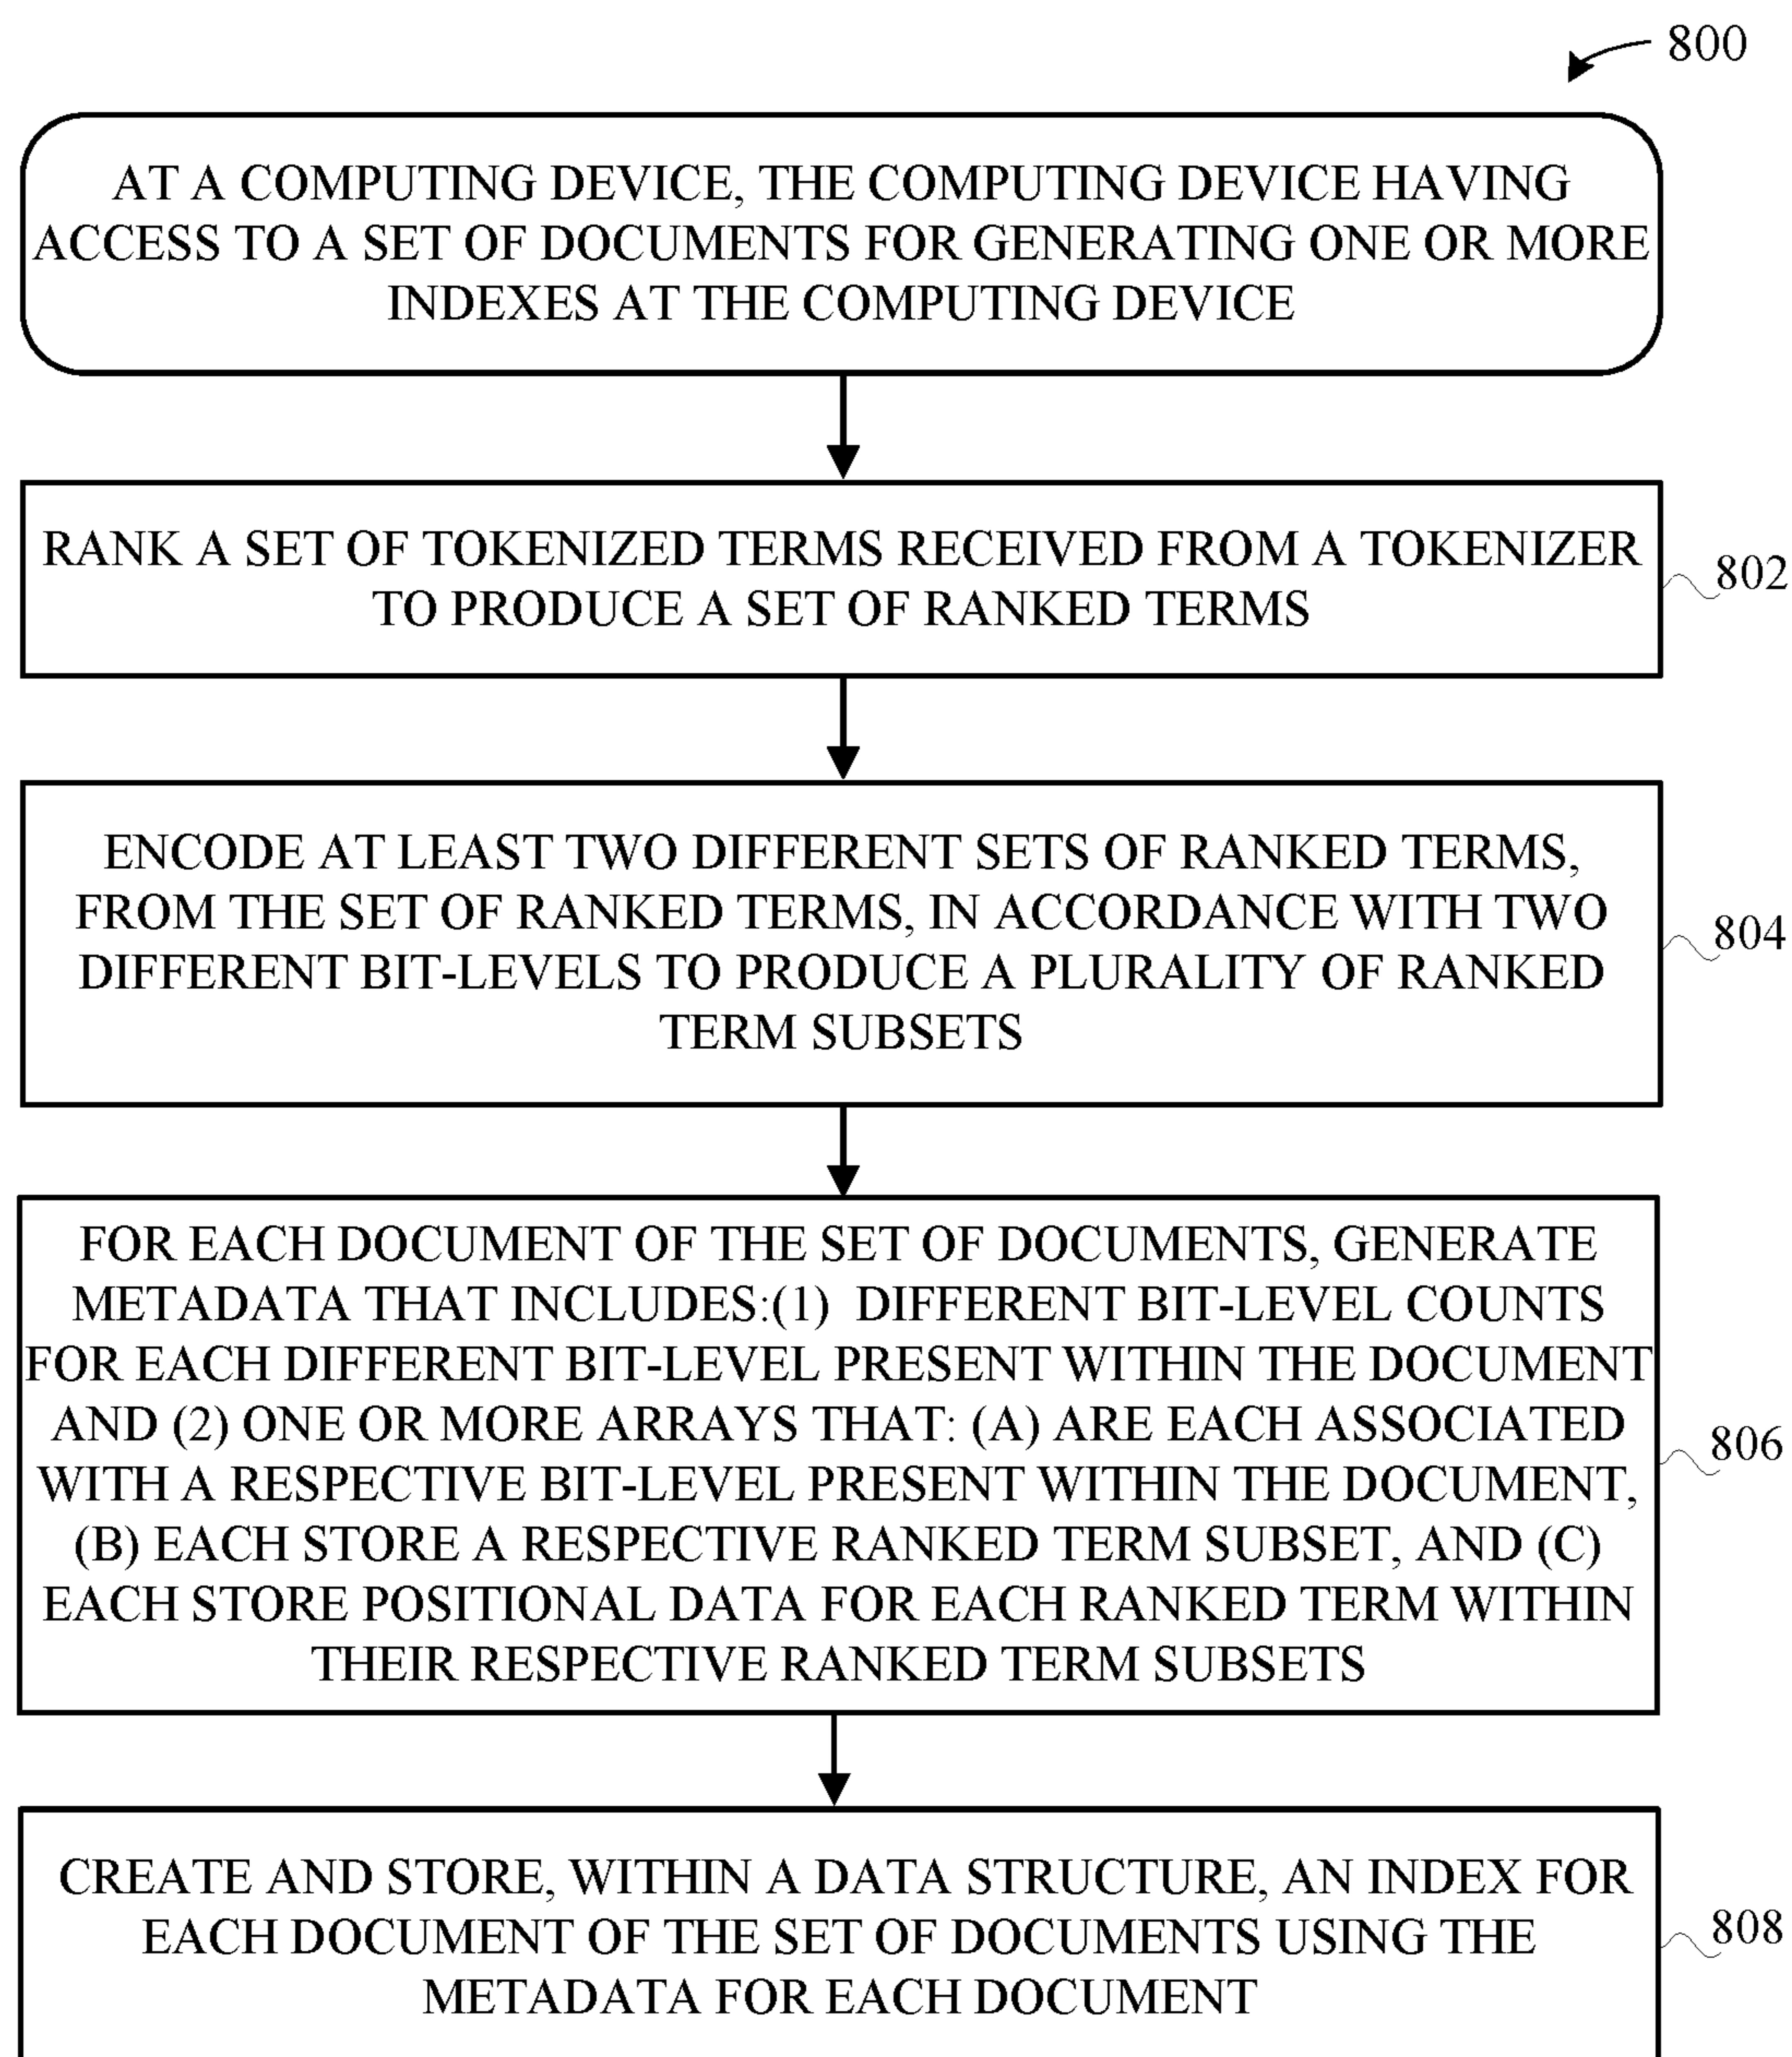 800
AT A COMPUTING DEVICE, THE COMPUTING DEVICE HAVING
ACCESS TO A SET OF DOCUMENTS FOR GENERATING ONE OR MORE
INDEXES AT THE COMPUTING DEVICE
RANK A SET OF TOKENIZED TERMS RECEIVED FROM A TOKENIZER
TO PRODUCE A SET OF RANKED TERMS
802
ENCODE AT LEAST TWO DIFFERENT SETS OF RANKED TERMS,
FROM THE SET OF RANKED TERMS, IN ACCORDANCE WITH TWO
DIFFERENT BIT-LEVELS TO PRODUCE A PLURALITY OF RANKED
TERM SUBSETS
804
FOR EACH DOCUMENT OF THE SET OF DOCUMENTS, GENERATE
METADATA THAT INCLUDES:(1) DIFFERENT BIT-LEVEL COUNTS
FOR EACH DIFFERENT BIT-LEVEL PRESENT WITHIN THE DOCUMENT
AND (2) ONE OR MORE ARRAYS THAT: (A) ARE EACH ASSOCIATED
WITH A RESPECTIVE BIT-LEVEL PRESENT WITHIN THE DOCUMENT,
(B) EACH STORE A RESPECTIVE RANKED TERM SUBSET, AND (C)
EACH STORE POSITIONAL DATA FOR EACH RANKED TERM WITHIN
THEIR RESPECTIVE RANKED TERM SUBSETS
806
CREATE AND STORE, WITHIN A DATA STRUCTURE, AN INDEX FOR
EACH DOCUMENT OF THE SET OF DOCUMENTS USING THE
METADATA FOR EACH DOCUMENT
808